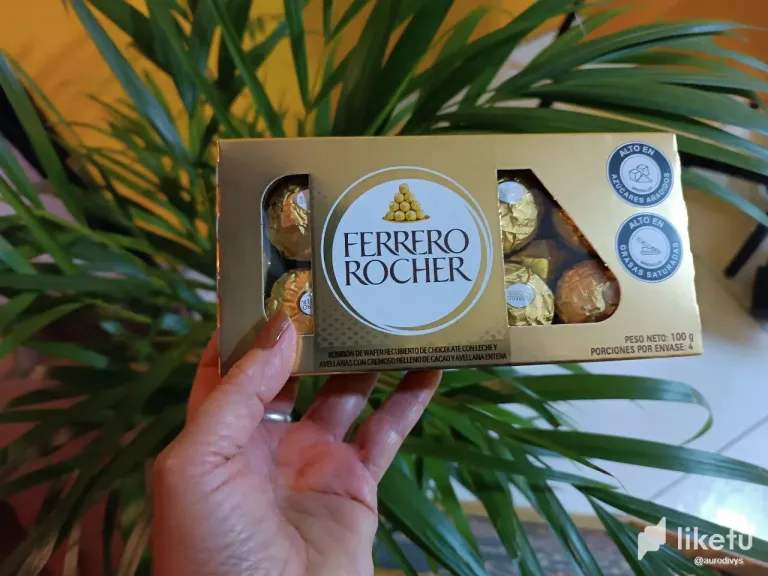 FERRERO
ROCHER
BOMBÓN DE WAFER RECUBIERTO DE CHOCOLATE CON LECHE Y
AVELLANAS CON CREMOSO RELLENO DE CACAO Y AVELLANA ENTERA
ALTO EN
AZÚCARES AÑADIDOS
ALTO EN
GRASAS SATURADAS
PESO NETO: 100 g
PORCIONES POR ENVASE: 4
likefu
@aurodivys